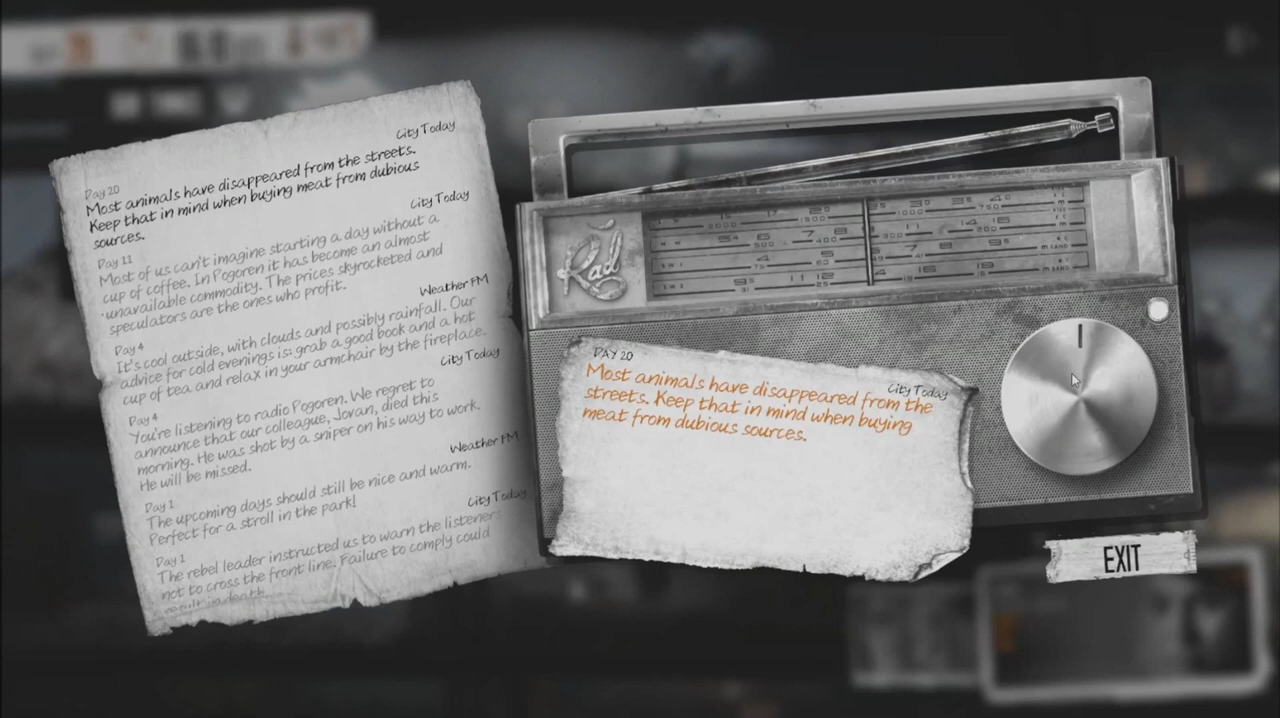 City Today
Day 20
Most animals have disappeared from the streets.
Keep that in mind when buying meat from dubious
sources.
City Today
Day 11
Most of us can't imagine starting a day without a
cup of coffee. In Pogoren it has become an almost
unavailable commodity. The prices skyrocketed and
speculators are the ones who profit.
Weather FM
Day 4
It's cool outside, with clouds and possibly rainfall. Our
advice for cold evenings is: grab a good book and a hot
cup of tea and relax in your armchair by the fireplace.
City Today
Day 4
You're listening to radio Pogoren. We regret to
announce that our colleague, Jovan, died this
morning. He was shot by a sniper on his way to work.
He will be missed.
Weather FM
Day 1
The upcoming days should still be nice and warm.
Perfect for a stroll in the park!
City Today
Day 1
The rebel leader instructed us to warn the listeners
not to cross the front line. Failure to comply could
result in death.
Rad
DAY 20
City Today
Most animals have disappeared from the
streets. Keep that in mind when buying
meat from dubious sources.
EXIT